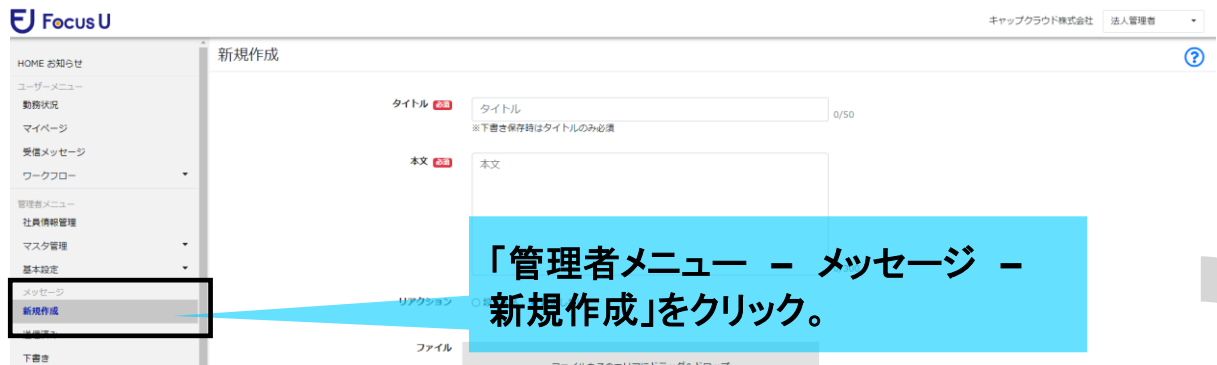 Focus U
キャップクラウド株式会社 法人管理者
HOME お知らせ
ユーザーメニュー
勤務状況
マイページ
受信メッセージ
ワークフロー
管理者メニュー
社員情報管理
マスタ管理
基本設定
メッセージ
新規作成
下書き
新規作成
タイトル 必須
タイトル
0/50
※下書き保存時はタイトルのみ必須
本文 必須
本文
リアクション
ファイル
「管理者メニュー － メッセージ －
新規作成」をクリック。